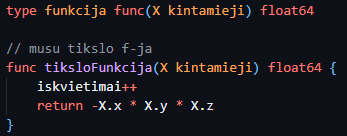 type funkcija func(X kintamieji) float64
// musu tikslo f-ja
func tiksloFunkcija(X kintamieji) float64 {
iskvietimai++
return -X.x * X.y * X.z
}